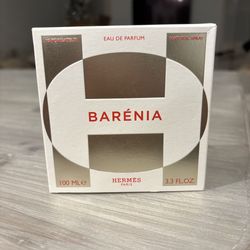 EAU DE PARFUM
BARÉNIA
100 ML℮
HERMÈS
PARIS
3.3 FL.OZ.